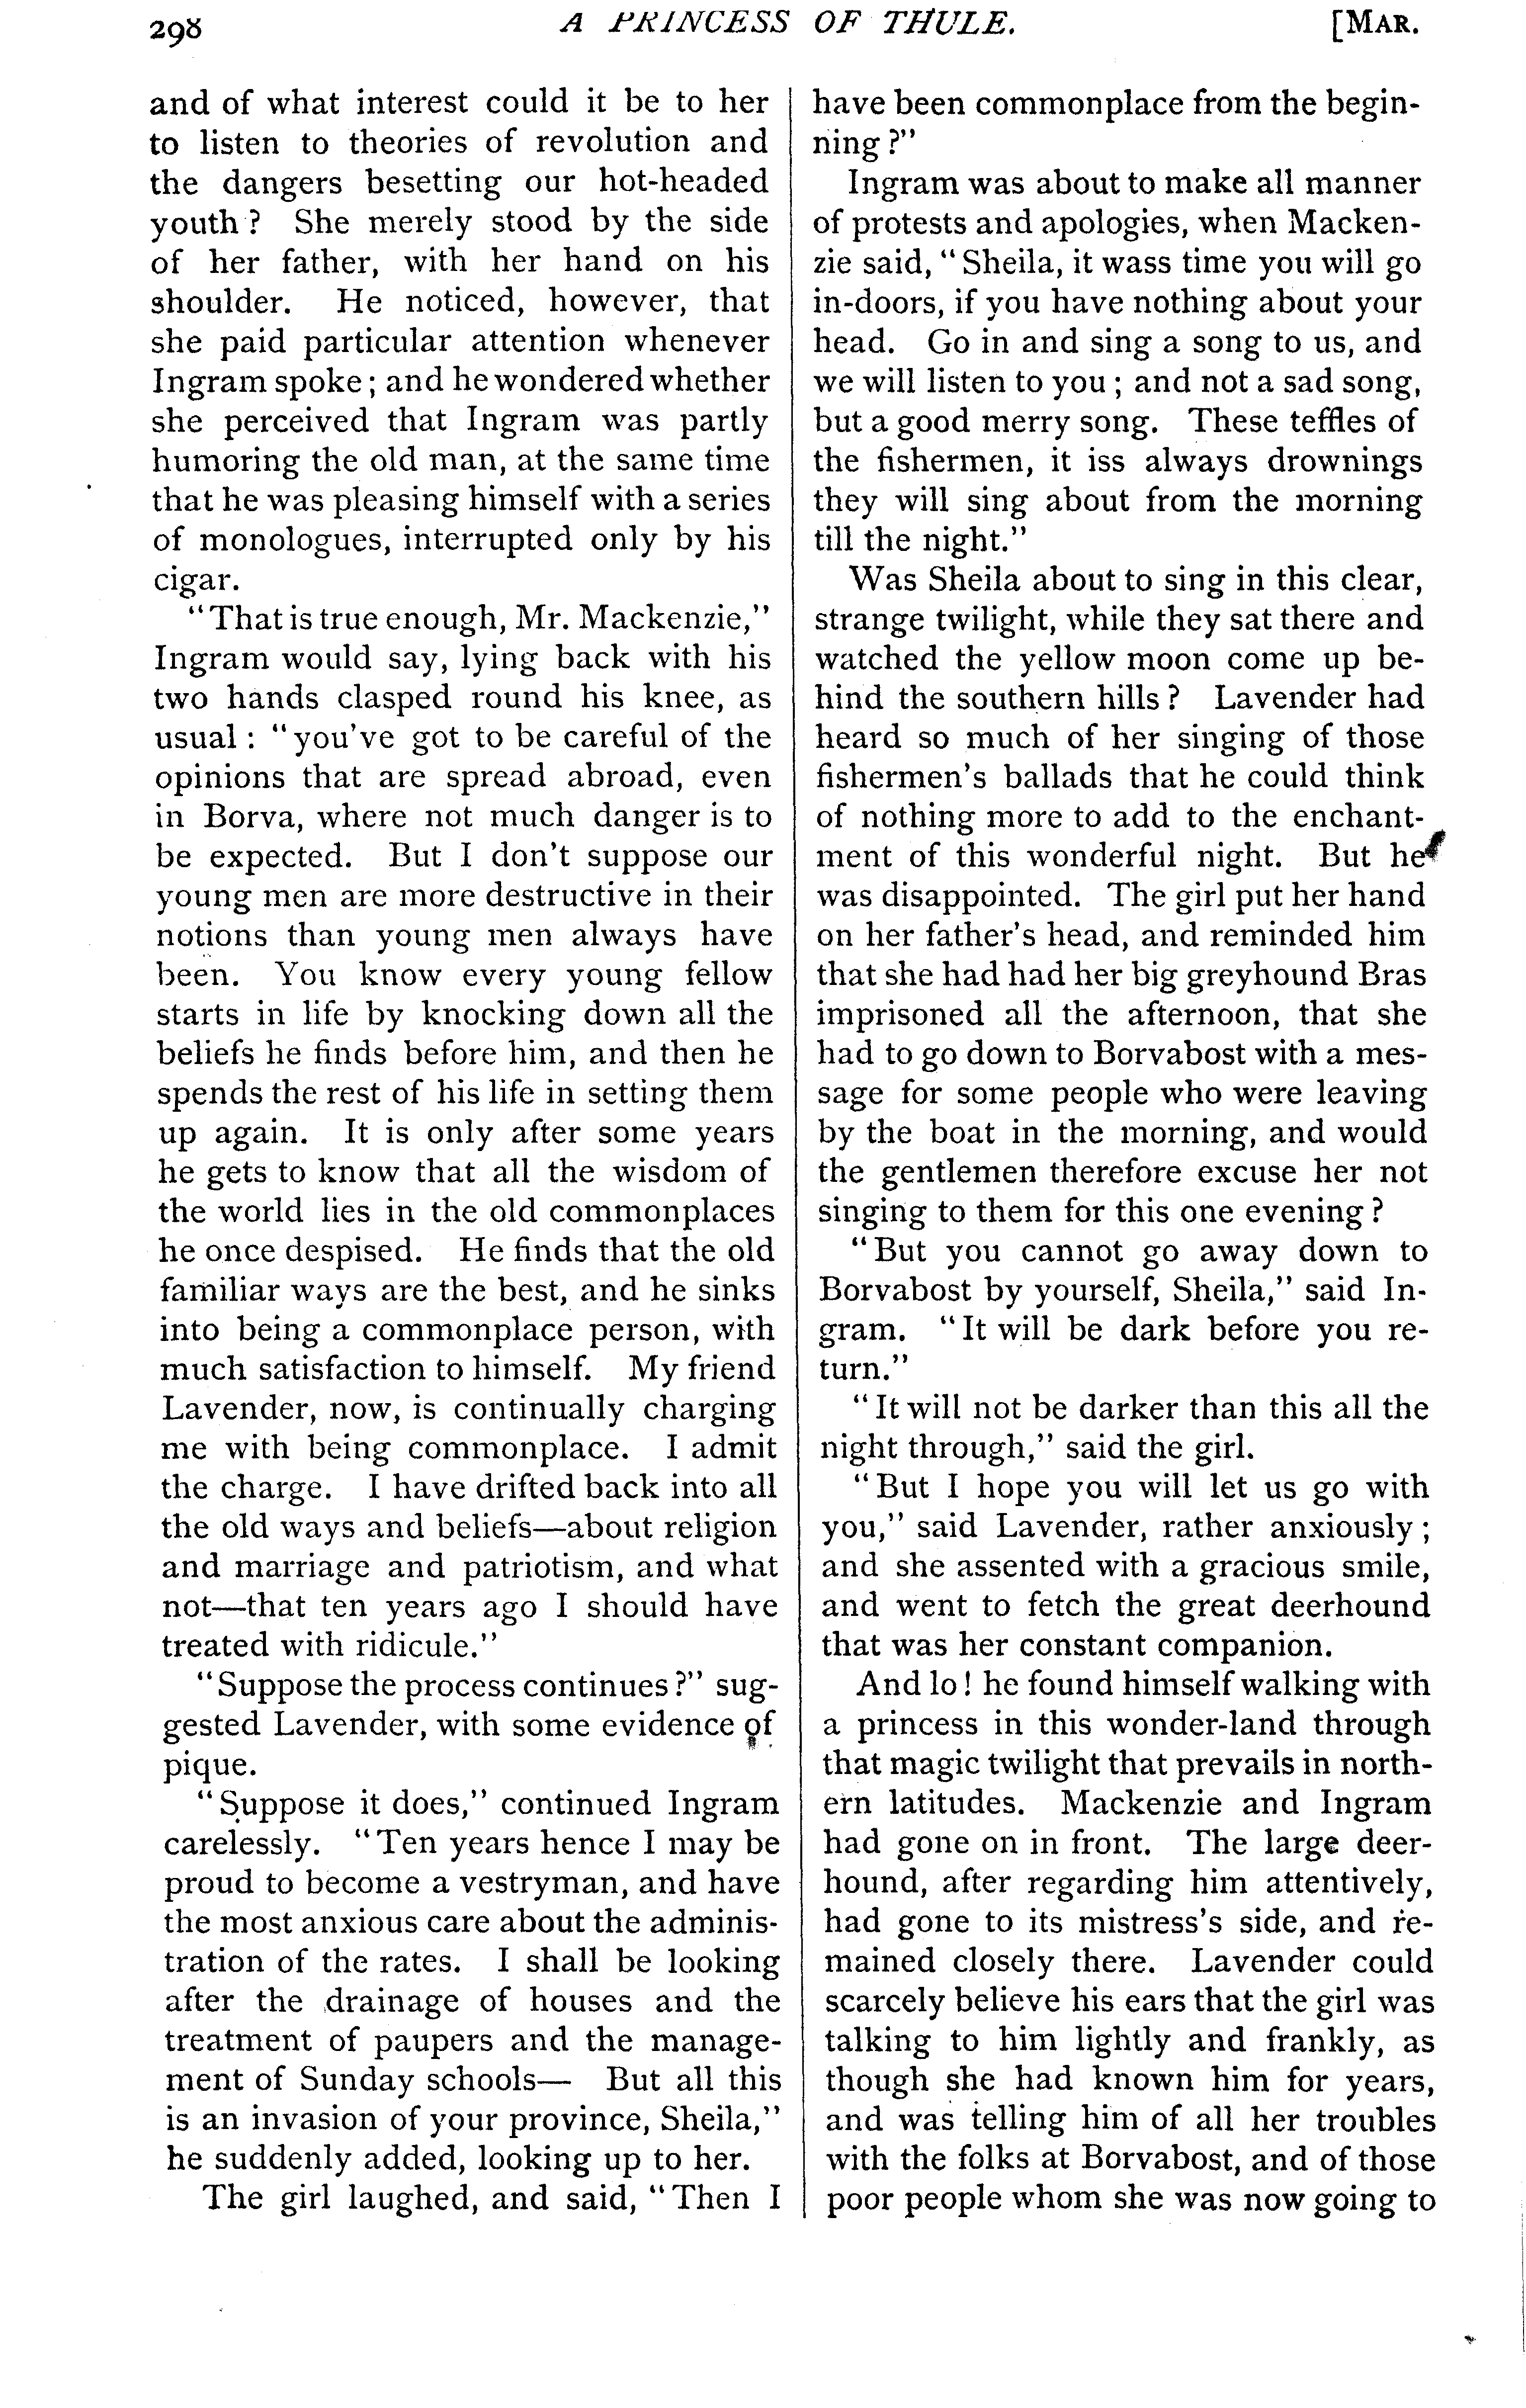 298 A PRINCESS OF THULE. [MAR.
and of what interest could it be to her
to listen to theories of revolution and
the dangers besetting our hot-headed
youth? She merely stood by the side
of her father, with her hand on his
shoulder. He noticed, however, that
she paid particular attention whenever
Ingram spoke; and he wondered whether
she perceived that Ingram was partly
humoring the old man, at the same time
that he was pleasing himself with a series
of monologues, interrupted only by his
cigar.
"That is true enough, Mr. Mackenzie,"
Ingram would say, lying back with his
two hands clasped round his knee, as
usual: "you've got to be careful of the
opinions that are spread abroad, even
in Borva, where not much danger is to
be expected. But I don't suppose our
young men are more destructive in their
notions than young men always have
been. You know every young fellow
starts in life by knocking down all the
beliefs he finds before him, and then he
spends the rest of his life in setting them
up again. It is only after some years
he gets to know that all the wisdom of
the world lies in the old commonplaces
he once despised. He finds that the old
familiar ways are the best, and he sinks
into being a commonplace person, with
much satisfaction to himself. My friend
Lavender, now, is continually charging
me with being commonplace. I admit
the charge. I have drifted back into all
the old ways and beliefs—about religion
and marriage and patriotism, and what
not—that ten years ago I should have
treated with ridicule."
"Suppose the process continues?" sug-
gested Lavender, with some evidence of
pique.
"Suppose it does," continued Ingram
carelessly. "Ten years hence I may be
proud to become a vestryman, and have
the most anxious care about the adminis-
tration of the rates. I shall be looking
after the drainage of houses and the
treatment of paupers and the manage-
ment of Sunday schools— But all this
is an invasion of your province, Sheila,"
he suddenly added, looking up to her.
The girl laughed, and said, "Then I
have been commonplace from the begin-
ning?"
Ingram was about to make all manner
of protests and apologies, when Macken-
zie said, "Sheila, it wass time you will go
in-doors, if you have nothing about your
head. Go in and sing a song to us, and
we will listen to you; and not a sad song,
but a good merry song. These teffles of
the fishermen, it iss always drownings
they will sing about from the morning
till the night."
Was Sheila about to sing in this clear,
strange twilight, while they sat there and
watched the yellow moon come up be-
hind the southern hills? Lavender had
heard so much of her singing of those
fishermen's ballads that he could think
of nothing more to add to the enchant-
ment of this wonderful night. But he
was disappointed. The girl put her hand
on her father's head, and reminded him
that she had had her big greyhound Bras
imprisoned all the afternoon, that she
had to go down to Borvabost with a mes-
sage for some people who were leaving
by the boat in the morning, and would
the gentlemen therefore excuse her not
singing to them for this one evening?
"But you cannot go away down to
Borvabost by yourself, Sheila," said In-
gram. "It will be dark before you re-
turn."
"It will not be darker than this all the
night through," said the girl.
"But I hope you will let us go with
you," said Lavender, rather anxiously;
and she assented with a gracious smile,
and went to fetch the great deerhound
that was her constant companion.
And lo! he found himself walking with
a princess in this wonder-land through
that magic twilight that prevails in north-
ern latitudes. Mackenzie and Ingram
had gone on in front. The large deer-
hound, after regarding him attentively,
had gone to its mistress's side, and re-
mained closely there. Lavender could
scarcely believe his ears that the girl was
talking to him lightly and frankly, as
though she had known him for years,
and was telling him of all her troubles
with the folks at Borvabost, and of those
poor people whom she was now going to